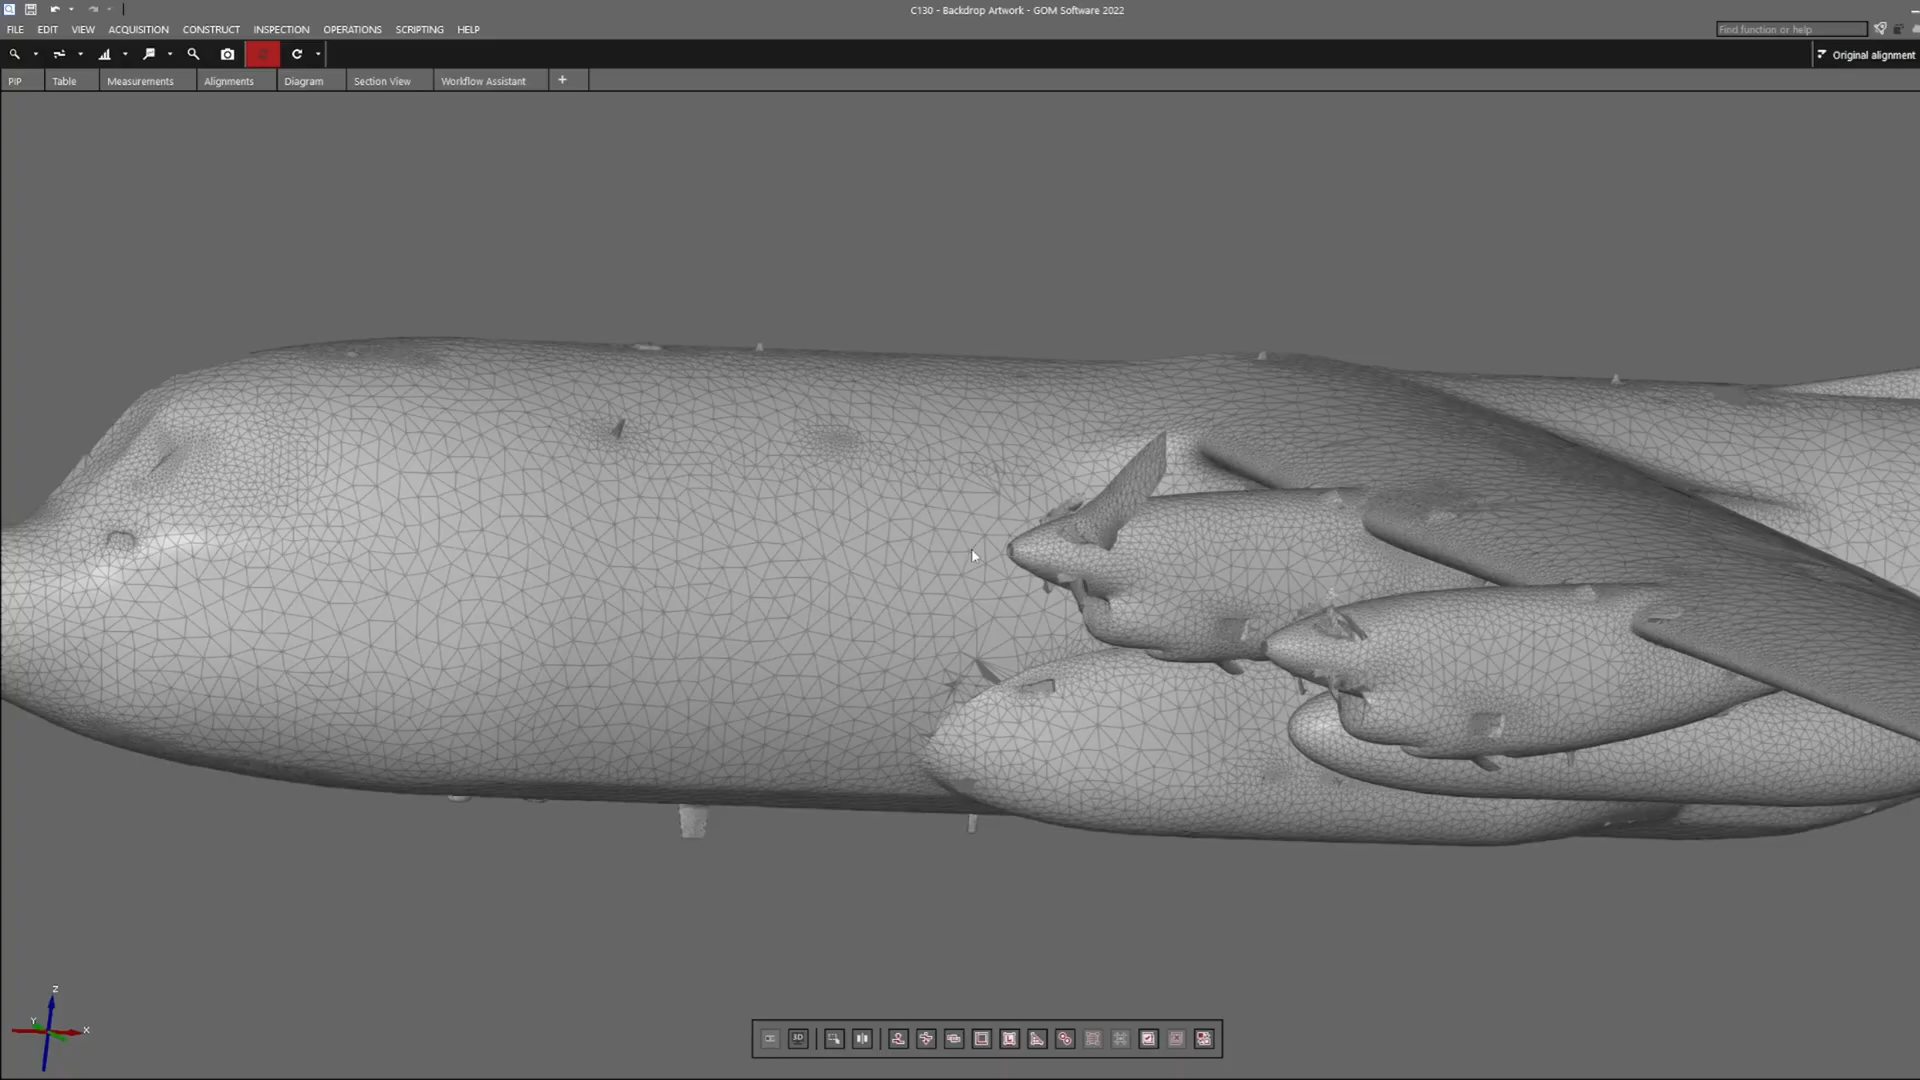 C130 - Backdrop Artwork - GOM Software 2022
FILE EDIT VIEW ACQUISITION CONSTRUCT INSPECTION OPERATIONS SCRIPTING HELP
Find function or help
Original alignment
PIP Table Measurements Alignments Diagram Section View Workflow Assistant +
Z
Y
X
3D